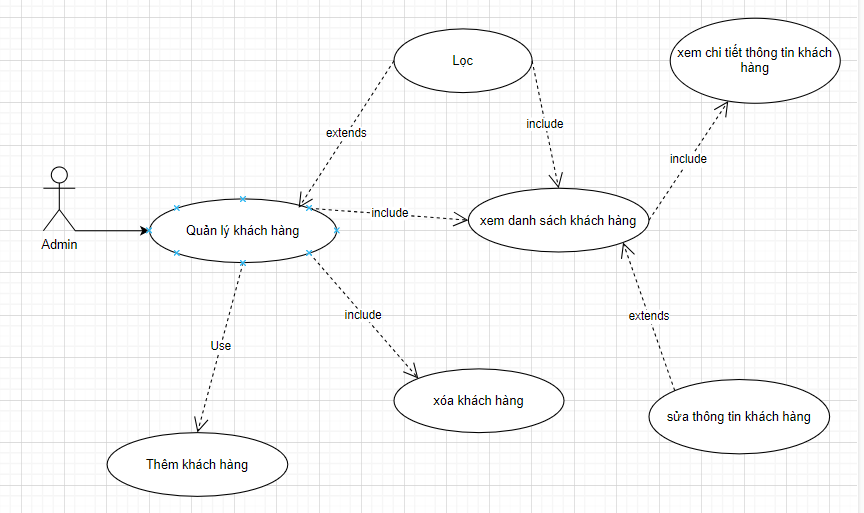 Lọc
xem chi tiết thông tin khách
hàng
extends
include
include
Admin
Quản lý khách hàng
include
xem danh sách khách hàng
Use
include
extends
xóa khách hàng
sửa thông tin khách hàng
Thêm khách hàng